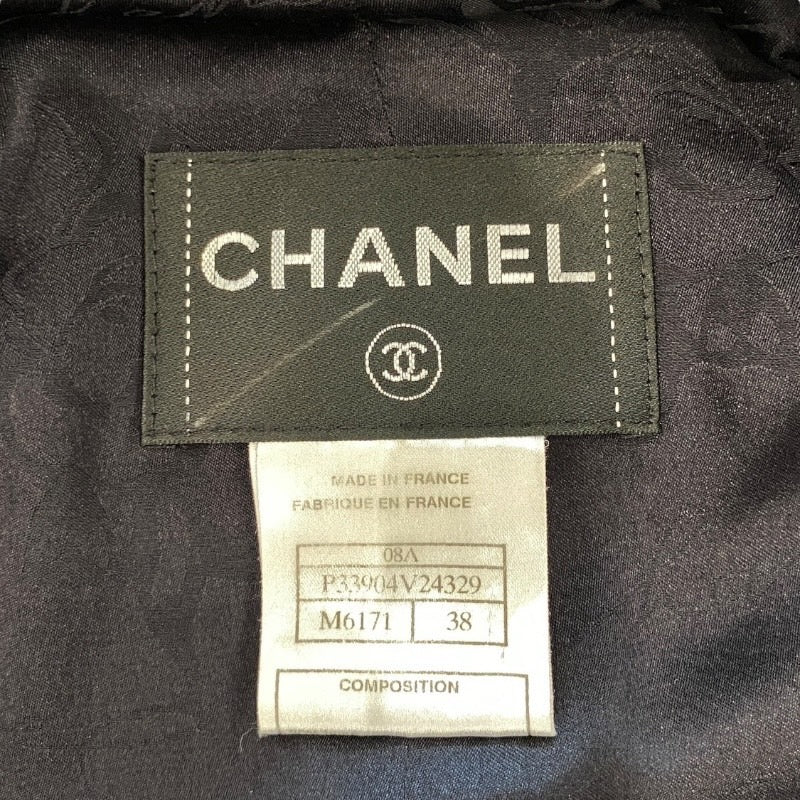 CHANEL
MADE IN FRANCE
FABRIQUE EN FRANCE
08A
P33904V24329
M6171 38
COMPOSITION